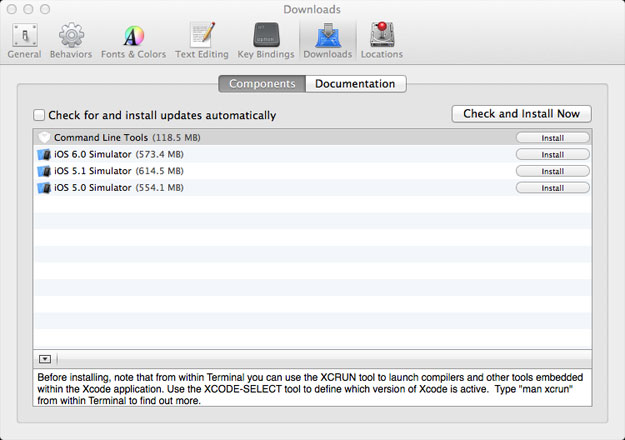 Downloads
General Behaviors Fonts & Colors Text Editing Key Bindings Downloads Locations
Components Documentation
Check for and install updates automatically Check and Install Now
Command Line Tools (118.5 MB) Install
iOS 6.0 Simulator (573.4 MB) Install
iOS 5.1 Simulator (614.5 MB) Install
iOS 5.0 Simulator (554.1 MB) Install
Before installing, note that from within Terminal you can use the XCRUN tool to launch compilers and other tools embedded
within the Xcode application. Use the XCODE-SELECT tool to define which version of Xcode is active. Type "man xcrun"
from within Terminal to find out more.